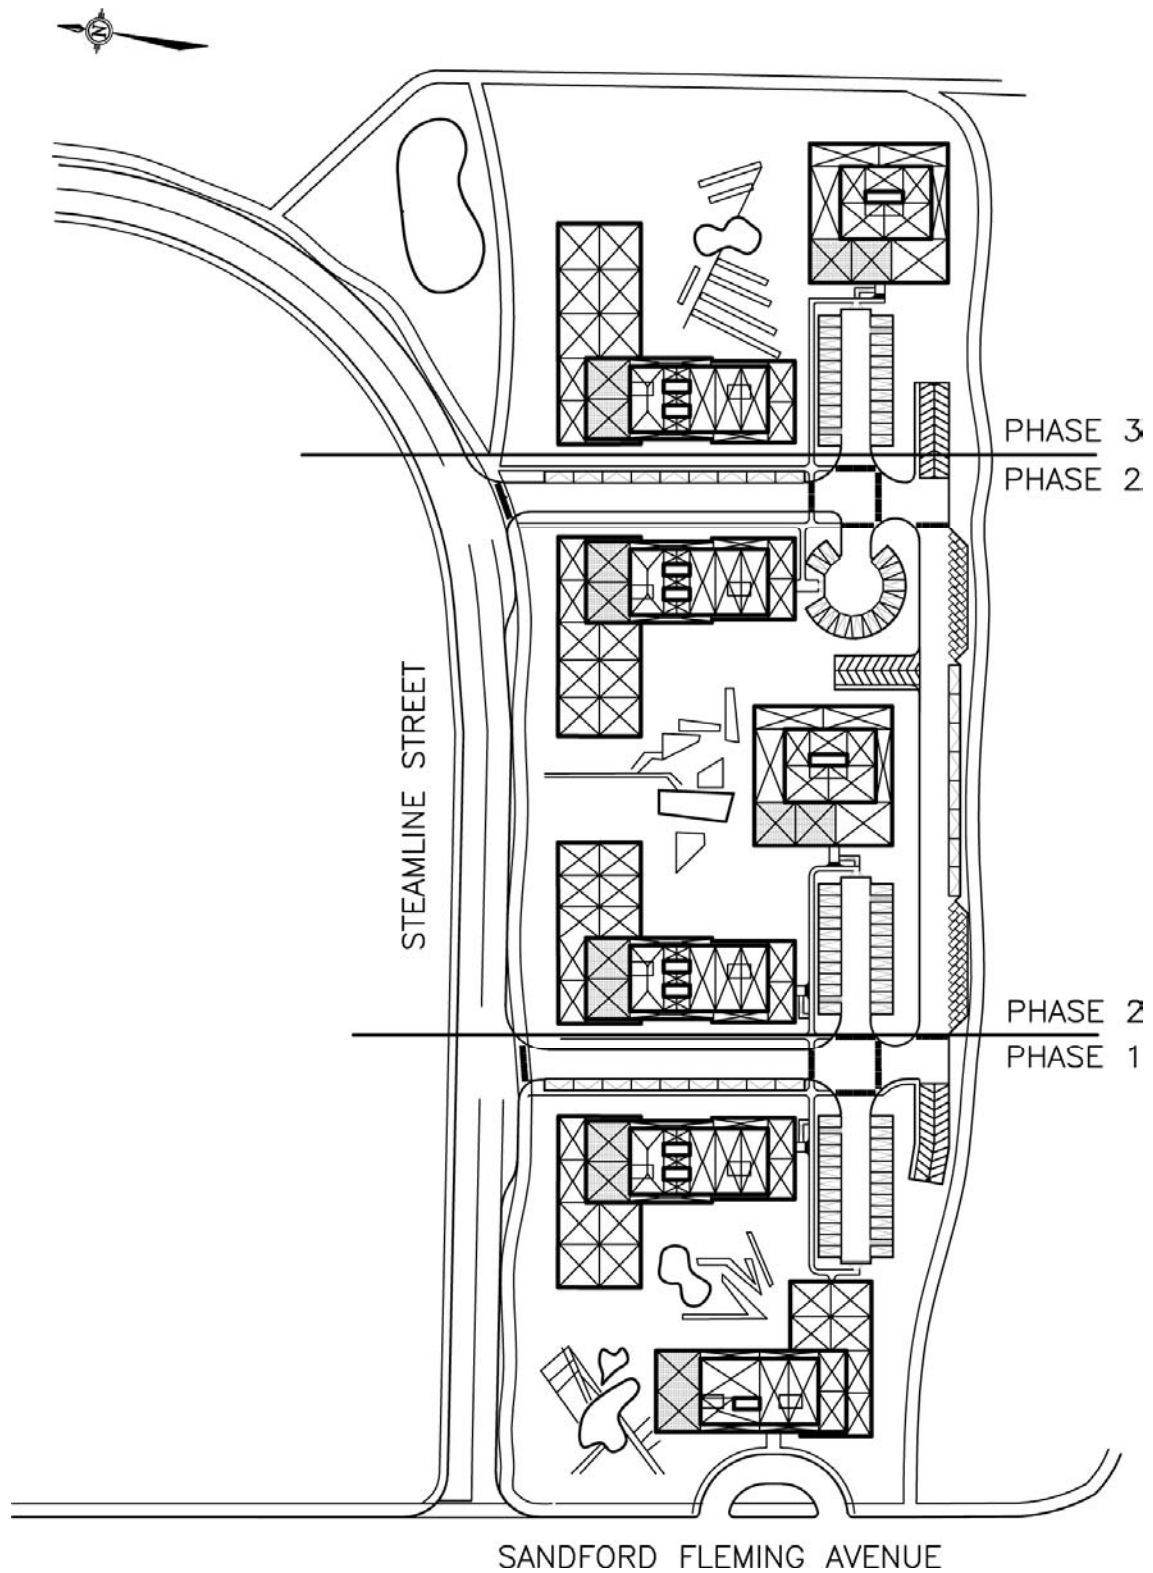 N
PHASE 3
PHASE 2
STEAMLINE STREET
PHASE 2
PHASE 1
SANDFORD FLEMING AVENUE